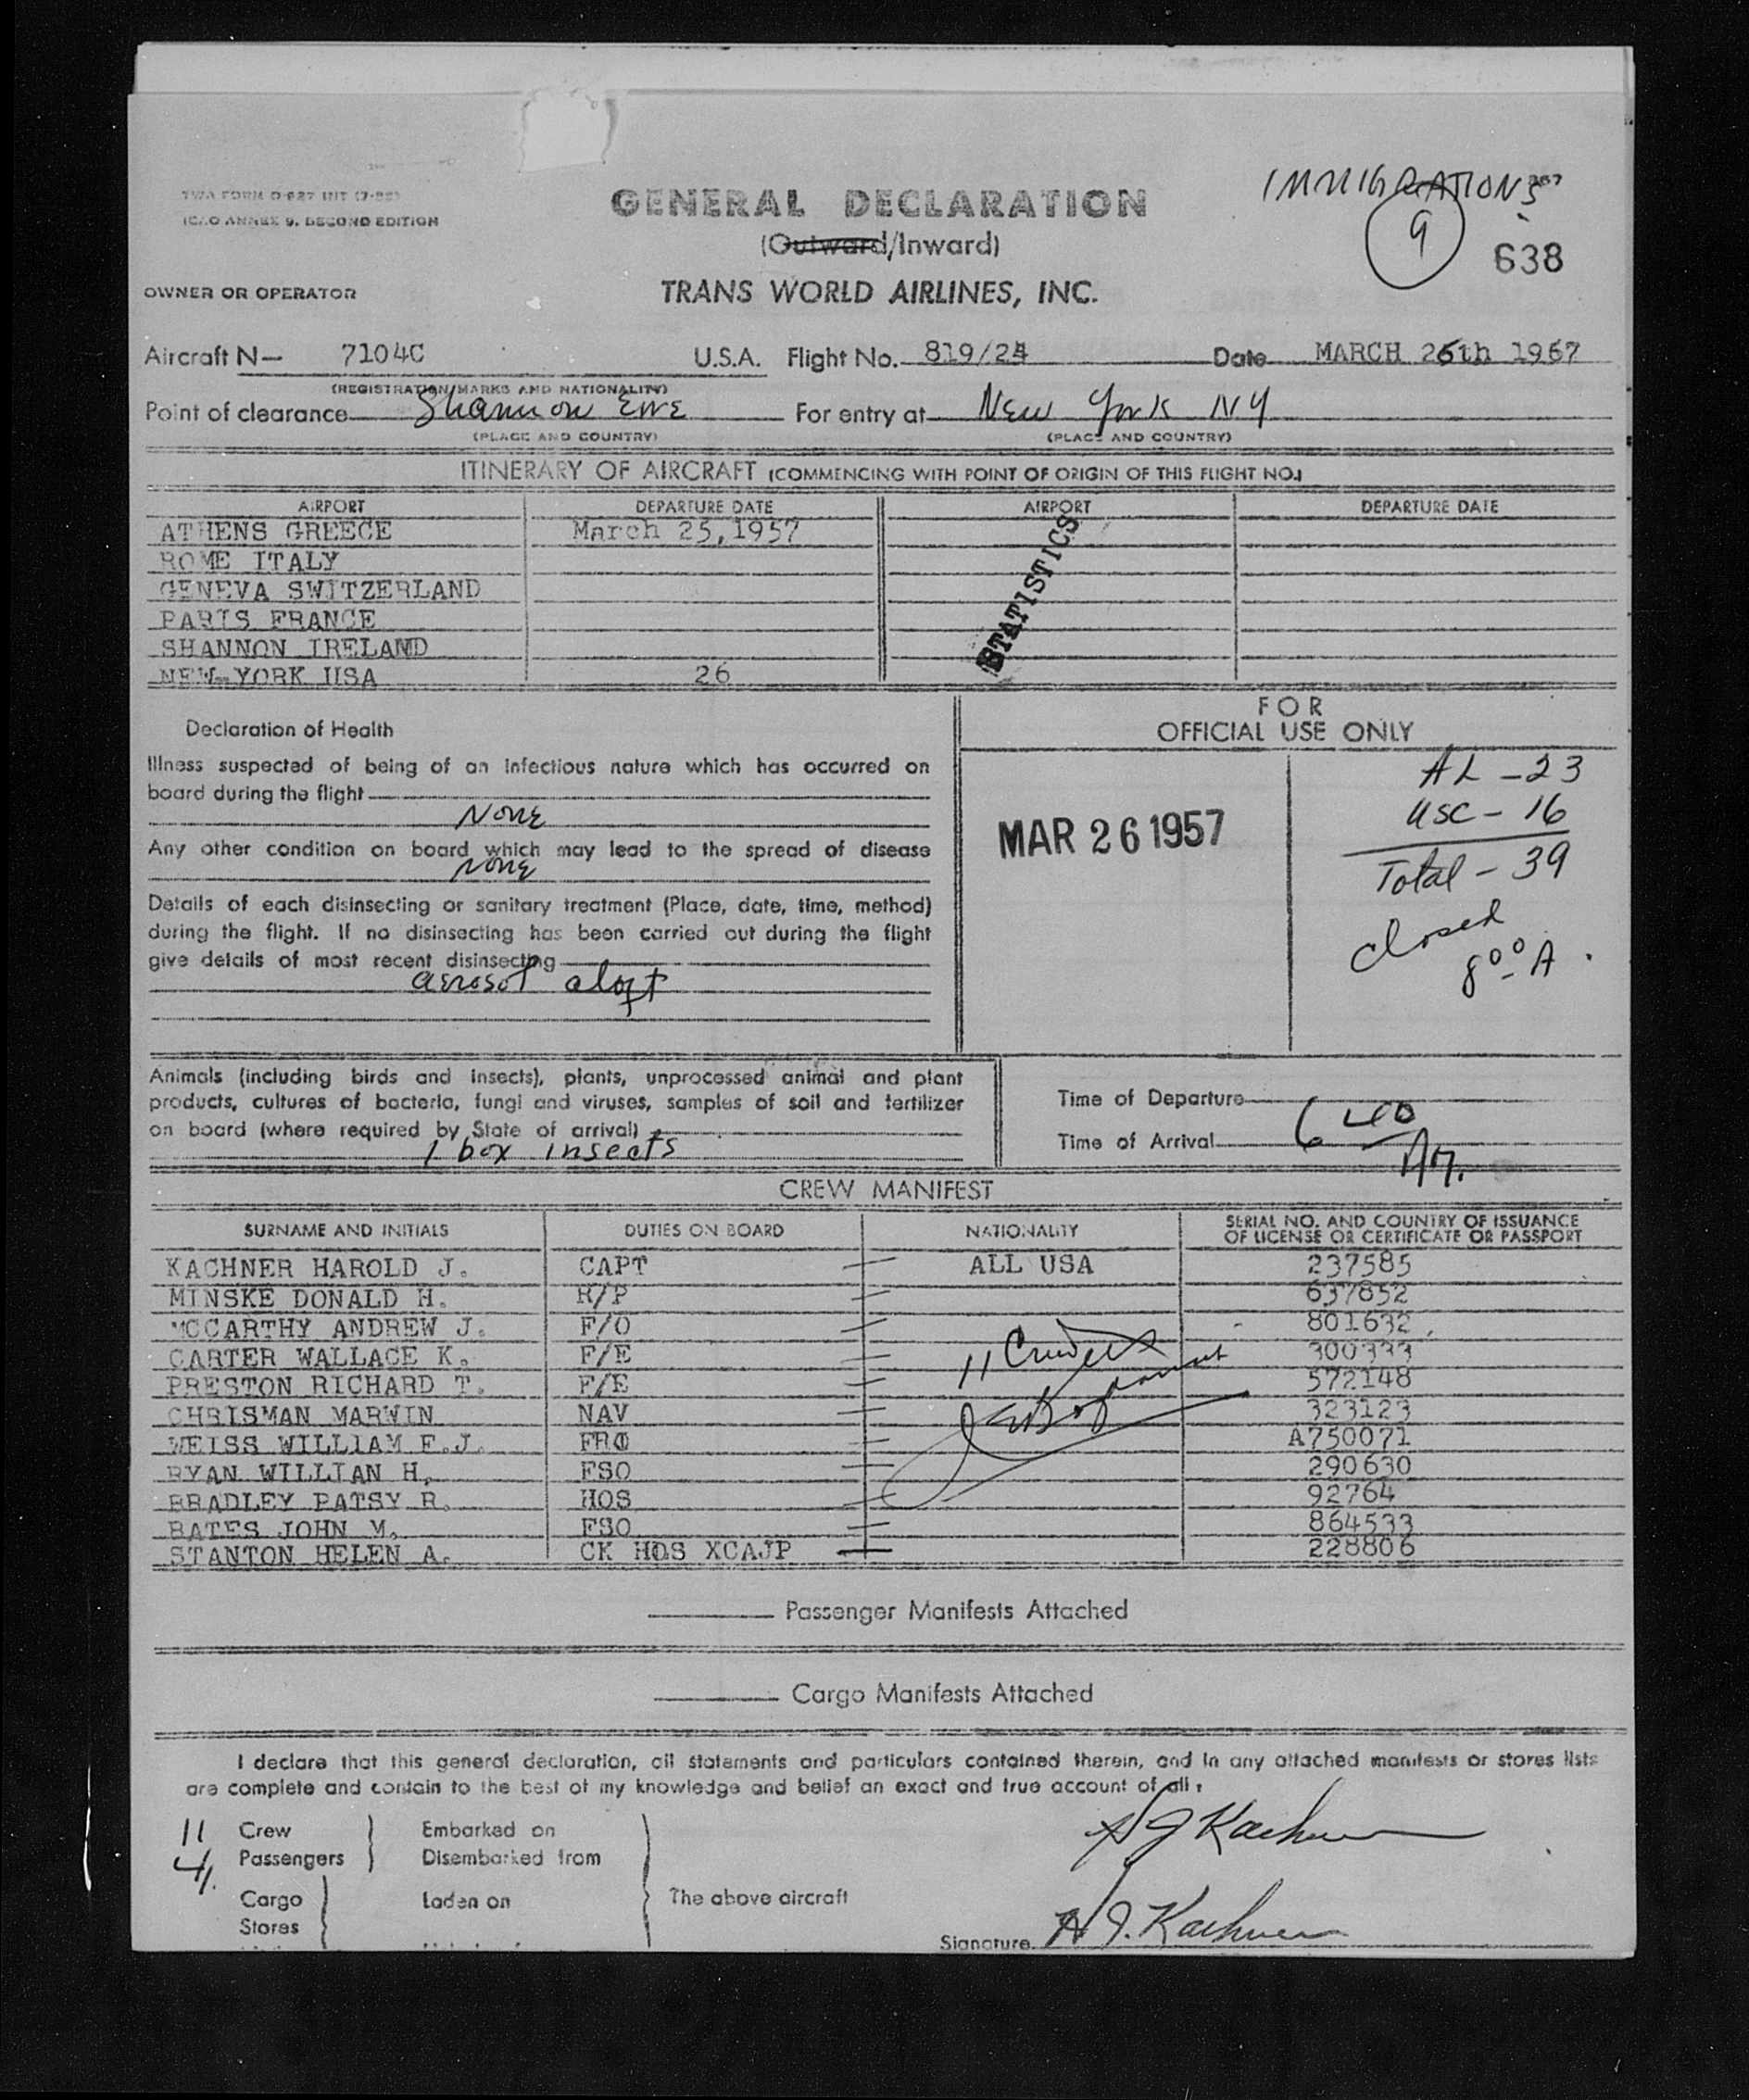 TWA FORM O-827 INT
ICAO ANNEX 9, SECOND EDITION
GENERAL DECLARATION
(Outward/Inward)
IMMIGRATIONS
9
638
OWNER OR OPERATOR
TRANS WORLD AIRLINES, INC.
Aircraft N— 7104C U.S.A. Flight No. 819/24 Date MARCH 26th 1957
(REGISTRATION/MARKS AND NATIONALITY)
Point of clearance Shannon EIRE For entry at New York NY
(PLACE AND COUNTRY) (PLACE AND COUNTRY)
ITINERARY OF AIRCRAFT (COMMENCING WITH POINT OF ORIGIN OF THIS FLIGHT NO.)
AIRPORT DEPARTURE DATE AIRPORT DEPARTURE DATE
ATHENS GREECE March 25,1957
ROME ITALY
GENEVA SWITZERLAND
PARIS FRANCE
SHANNON IRELAND
NEW YORK USA 26
STATISTICS
Declaration of Health
Illness suspected of being of an infectious nature which has occurred on
board during the flight
None
Any other condition on board which may lead to the spread of disease
None
Details of each disinsecting or sanitary treatment (Place, date, time, method)
during the flight. If no disinsecting has been carried out during the flight
give details of most recent disinsecting
aerosol aloft
FOR
OFFICIAL USE ONLY
MAR 26 1957
AL - 23
USC - 16
Total - 39
closed
8:00 A.
Animals (including birds and insects), plants, unprocessed animal and plant
products, cultures of bacteria, fungi and viruses, samples of soil and fertilizer
on board (where required by State of arrival)
1 box insects
Time of Departure
Time of Arrival 640 AM.
CREW MANIFEST
SURNAME AND INITIALS DUTIES ON BOARD NATIONALITY SERIAL NO. AND COUNTRY OF ISSUANCE
OF LICENSE OR CERTIFICATE OR PASSPORT
KACHNER HAROLD J. CAPT ALL USA 237585
MINSKE DONALD H. R/P 637852
MCCARTHY ANDREW J. F/O 801632
CARTER WALLACE K. F/E 300333
PRESTON RICHARD T. F/E 572148
CHRISMAN MARWIN NAV 323123
WEISS WILLIAM F.J. FRO A750071
RYAN WILLIAN H. FSO 290630
BRADLEY PATSY R. HOS 92764
BATES JOHN M. FSO 864533
STANTON HELEN A. CK HOS XCAJP 228806
11
Passenger Manifests Attached
Cargo Manifests Attached
I declare that this general declaration, all statements and particulars contained therein, and in any attached manifests or stores lists
are complete and contain to the best of my knowledge and belief an exact and true account of all:
11 Crew Embarked on
Passengers Disembarked from
Cargo Laden on The above aircraft
Stores
H J Kachner
Signature H. J. Kachner